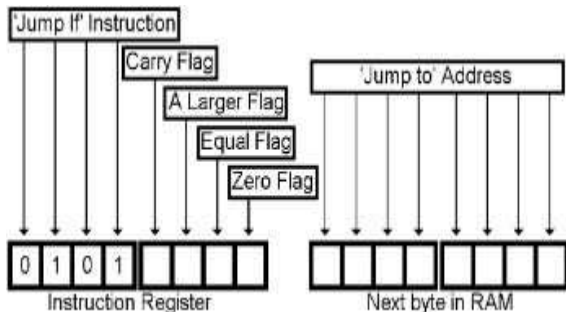 'Jump If' Instruction
Carry Flag
'Jump to' Address
A Larger Flag
Equal Flag
Zero Flag
0 1 0 1
Instruction Register
Next byte in RAM